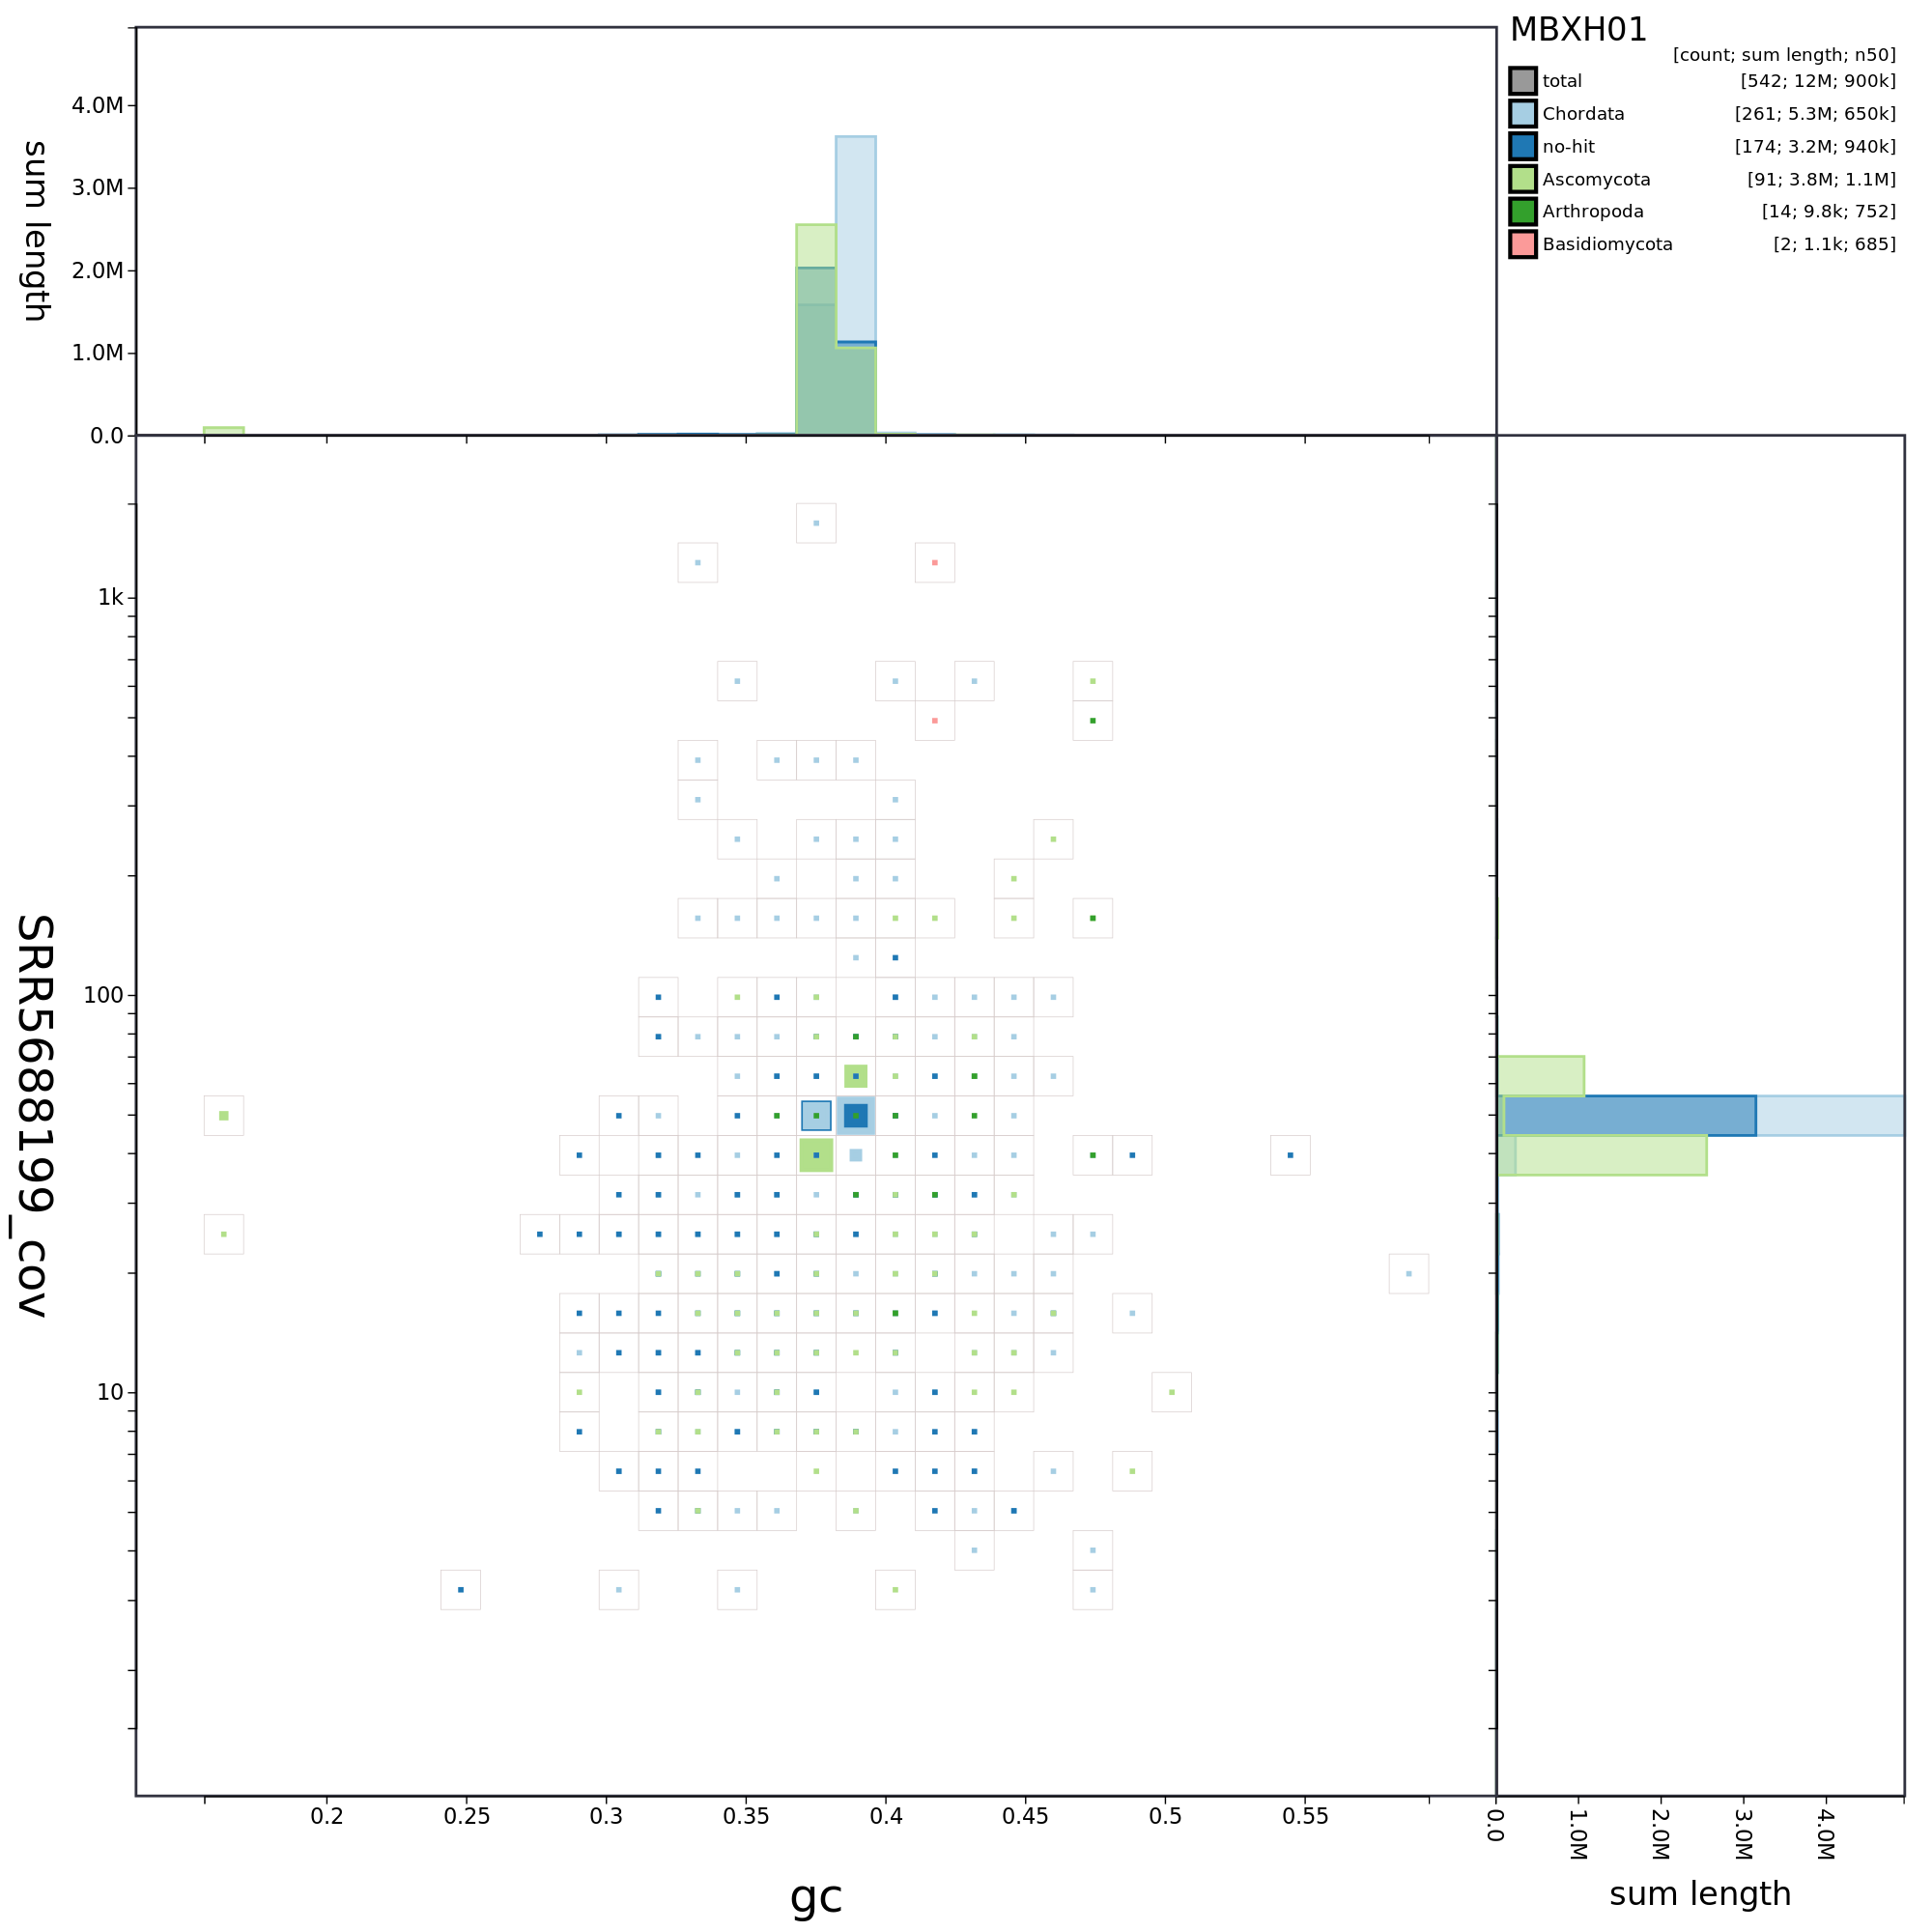 MBXH01
[count; sum length; n50]
total [542; 12M; 900k]
Chordata [261; 5.3M; 650k]
no-hit [174; 3.2M; 940k]
Ascomycota [91; 3.8M; 1.1M]
Arthropoda [14; 9.8k; 752]
Basidiomycota [2; 1.1k; 685]
sum length
4.0M
3.0M
2.0M
1.0M
0.0
SRR5688199_cov
1k
100
10
0.2 0.25 0.3 0.35 0.4 0.45 0.5 0.55
gc
0.0 1.0M 2.0M 3.0M 4.0M
sum length